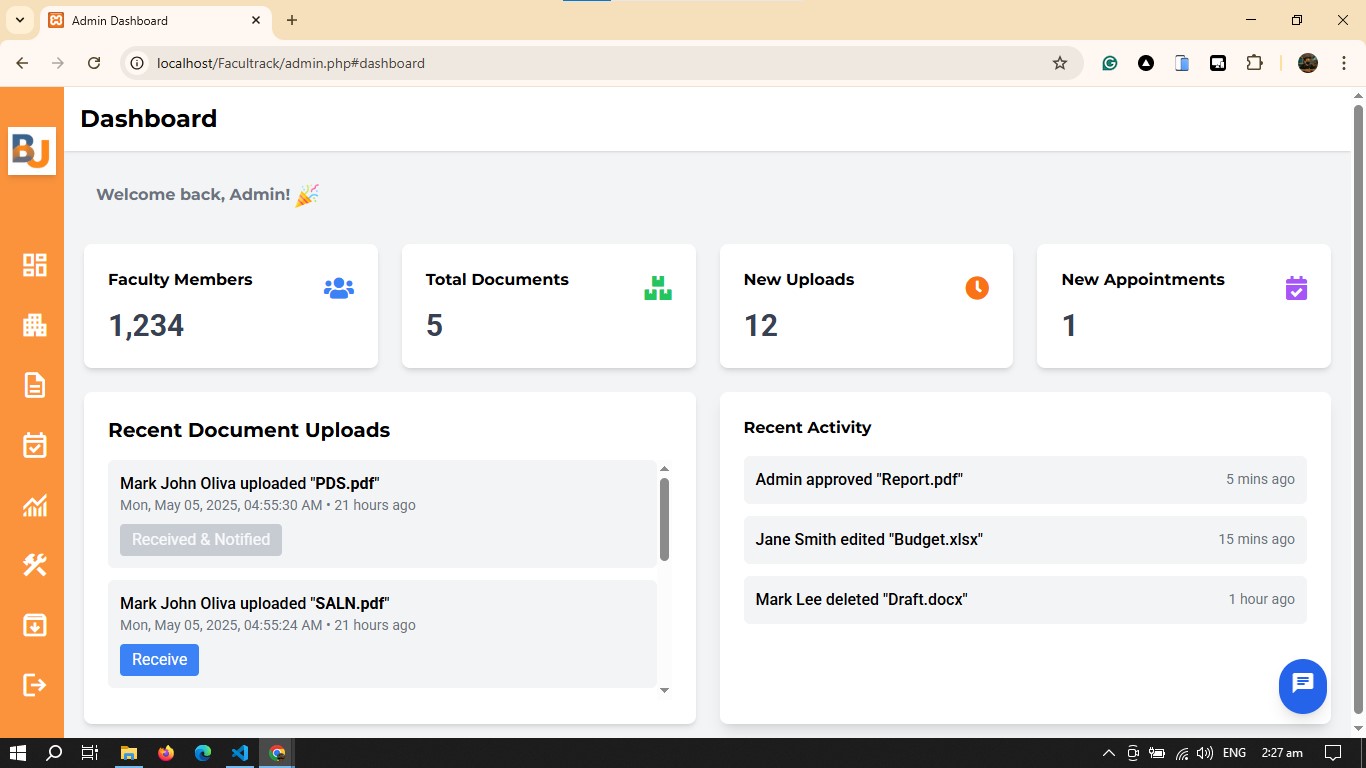 Admin Dashboard
localhost/Facultrack/admin.php#dashboard
BU
Dashboard
Welcome back, Admin! 🎉
Faculty Members
1,234
Total Documents
5
New Uploads
12
New Appointments
1
Recent Document Uploads
Mark John Oliva uploaded "PDS.pdf"
Mon, May 05, 2025, 04:55:30 AM • 21 hours ago
Received & Notified
Mark John Oliva uploaded "SALN.pdf"
Mon, May 05, 2025, 04:55:24 AM • 21 hours ago
Receive
Recent Activity
Admin approved "Report.pdf" 5 mins ago
Jane Smith edited "Budget.xlsx" 15 mins ago
Mark Lee deleted "Draft.docx" 1 hour ago
ENG 2:27 am